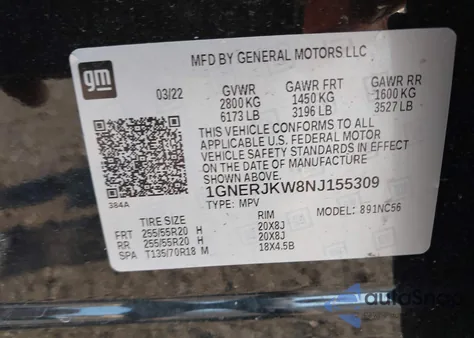 gm
MFD BY GENERAL MOTORS LLC
03/22 GVWR GAWR FRT GAWR RR
2800 KG 1450 KG 1600 KG
6173 LB 3196 LB 3527 LB
THIS VEHICLE CONFORMS TO ALL
APPLICABLE U.S. FEDERAL MOTOR
VEHICLE SAFETY STANDARDS IN EFFECT
ON THE DATE OF MANUFACTURE
SHOWN ABOVE.
384A
1GNERJKW8NJ155309
TYPE: MPV MODEL: 891NC56
TIRE SIZE RIM
FRT 255/55R20 H 20X8J
RR 255/55R20 H 20X8J
SPA T135/70R18 M 18X4.5B